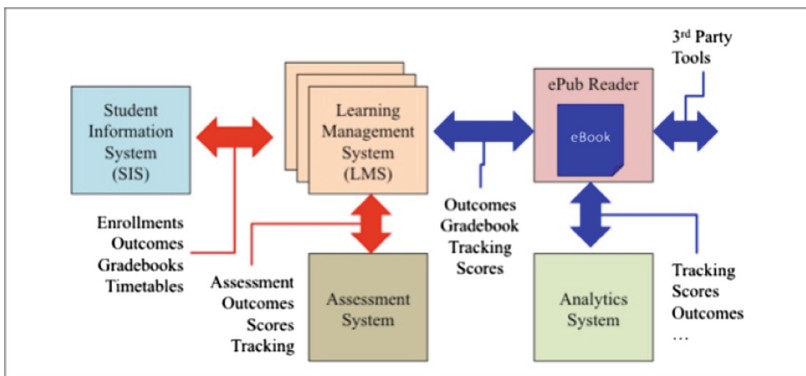 3rd Party
Tools
ePub Reader
eBook
Student
Information
System
(SIS)
Learning
Management
System
(LMS)
Enrollments
Outcomes
Gradebooks
Timetables
Outcomes
Gradebook
Tracking
Scores
Assessment
Outcomes
Scores
Tracking
Assessment
System
Analytics
System
Tracking
Scores
Outcomes
…